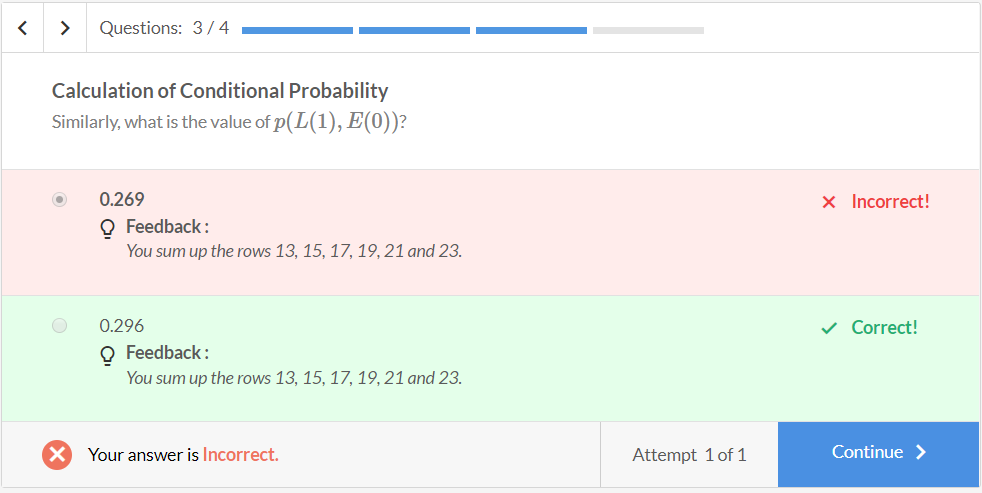 Questions: 3 / 4
Calculation of Conditional Probability
Similarly, what is the value of p(L(1), E(0))?
0.269
Incorrect!
Feedback :
You sum up the rows 13, 15, 17, 19, 21 and 23.
0.296
Correct!
Feedback :
You sum up the rows 13, 15, 17, 19, 21 and 23.
Your answer is Incorrect.
Attempt 1 of 1
Continue